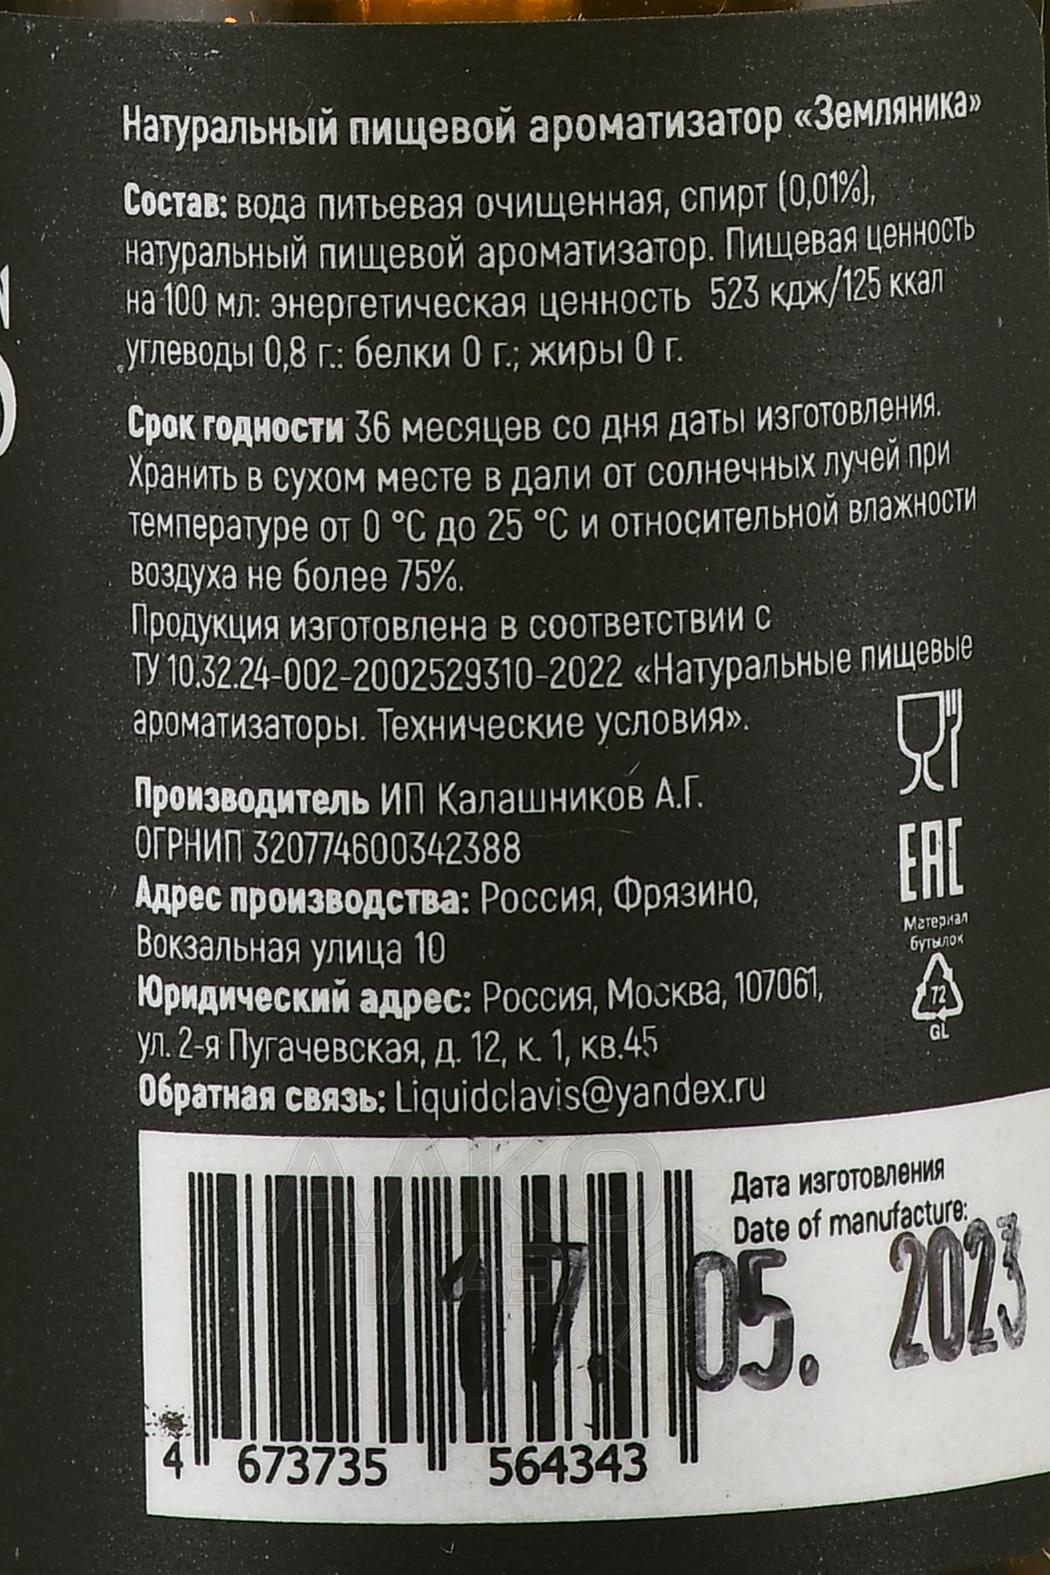 Натуральный пищевой ароматизатор «Земляника»
Состав: вода питьевая очищенная, спирт (0,01%),
натуральный пищевой ароматизатор. Пищевая ценность
на 100 мл: энергетическая ценность 523 кдж/125 ккал
углеводы 0,8 г.: белки 0 г.; жиры 0 г.
Срок годности 36 месяцев со дня даты изготовления.
Хранить в сухом месте в дали от солнечных лучей при
температуре от 0 °C до 25 °C и относительной влажности
воздуха не более 75%.
Продукция изготовлена в соответствии с
ТУ 10.32.24-002-2002529310-2022 «Натуральные пищевые
ароматизаторы. Технические условия».
Производитель ИП Калашников А.Г.
ОГРНИП 320774600342388
Адрес производства: Россия, Фрязино,
Вокзальная улица 10
Юридический адрес: Россия, Москва, 107061,
ул. 2-я Пугачевская, д. 12, к. 1, кв.45
Обратная связь: Liquidclavis@yandex.ru
EAC
Материал
бутылок
72
GL
Дата изготовления
Date of manufacture:
17. 05. 2023
4 673735 564343
АЛКО
ПЛАЗА